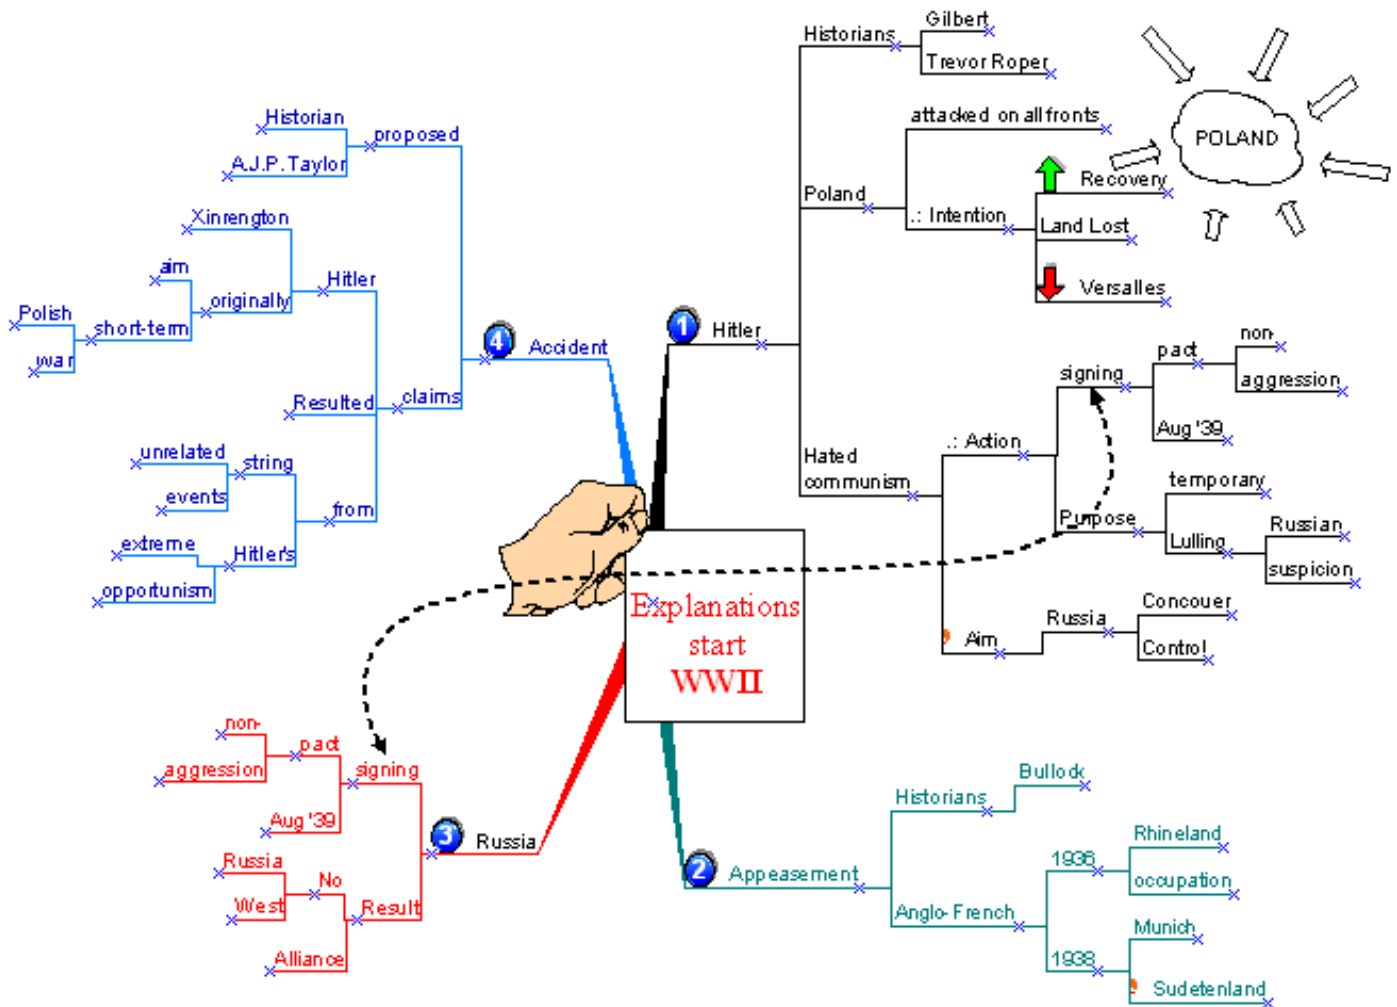 Explanations
start
WWII
1
Hitler
Historians
Gilbert
Trevor Roper
Poland
attacked on all fronts
.: Intention
Recovery
Land Lost
Versalles
POLAND
Hated
communism
.: Action
signing
pact
non-
aggression
Aug '39
Purpose
temporary
Lulling
Russian
suspicion
Aim
Russia
Concouer
Control
2
Appeasement
Historians
Bullock
Anglo-French
1936
Rhineland
occupation
1938
Munich
Sudetenland
3
Russia
signing
pact
non-
aggression
Aug '39
Result
No
Russia
West
Alliance
4
Accident
proposed
Historian
A.J.P. Taylor
claims
Hitler
Xinrengton
originally
aim
short-term
Polish
war
Resulted
from
string
unrelated
events
Hitler's
extreme
opportunism